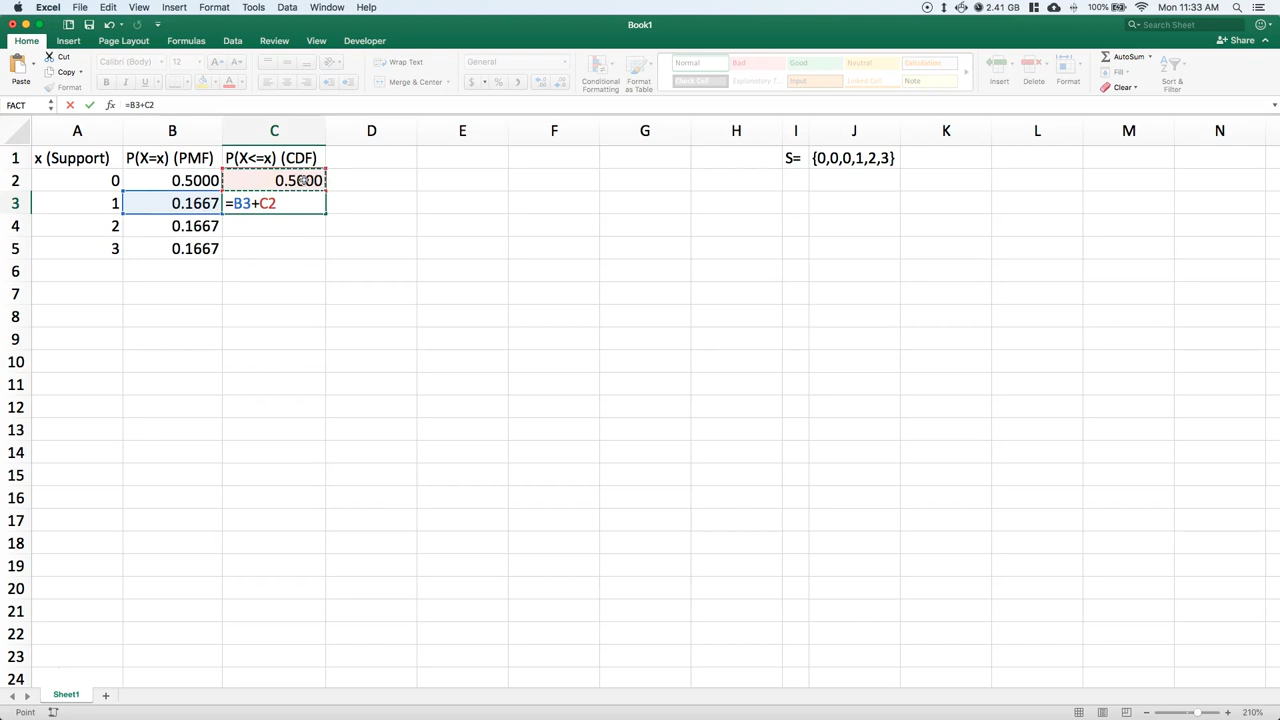 Excel File Edit View Insert Format Tools Data Window Help 2.41 GB 100% Mon 11:33 AM
Book1 Search Sheet
Home Insert Page Layout Formulas Data Review View Developer Share
Paste Cut Copy Format Calibri (Body) 12 A A Wrap Text General Normal Bad Good Neutral Calculation AutoSum
B I U A Merge & Center $ % Conditional Formatting Format as Table Check Cell Explanatory T... Input Linked Cell Note Insert Delete Format Fill Clear Sort & Filter
FACT fx =B3+C2
A B C D E F G H I J K L M N
1 x (Support) P(X=x) (PMF) P(X<=x) (CDF) S= {0,0,0,1,2,3}
2 0 0.5000 0.5000
3 1 0.1667 =B3+C2
4 2 0.1667
5 3 0.1667
6
7
8
9
10
11
12
13
14
15
16
17
18
19
20
21
22
23
24
Sheet1
Point 210%